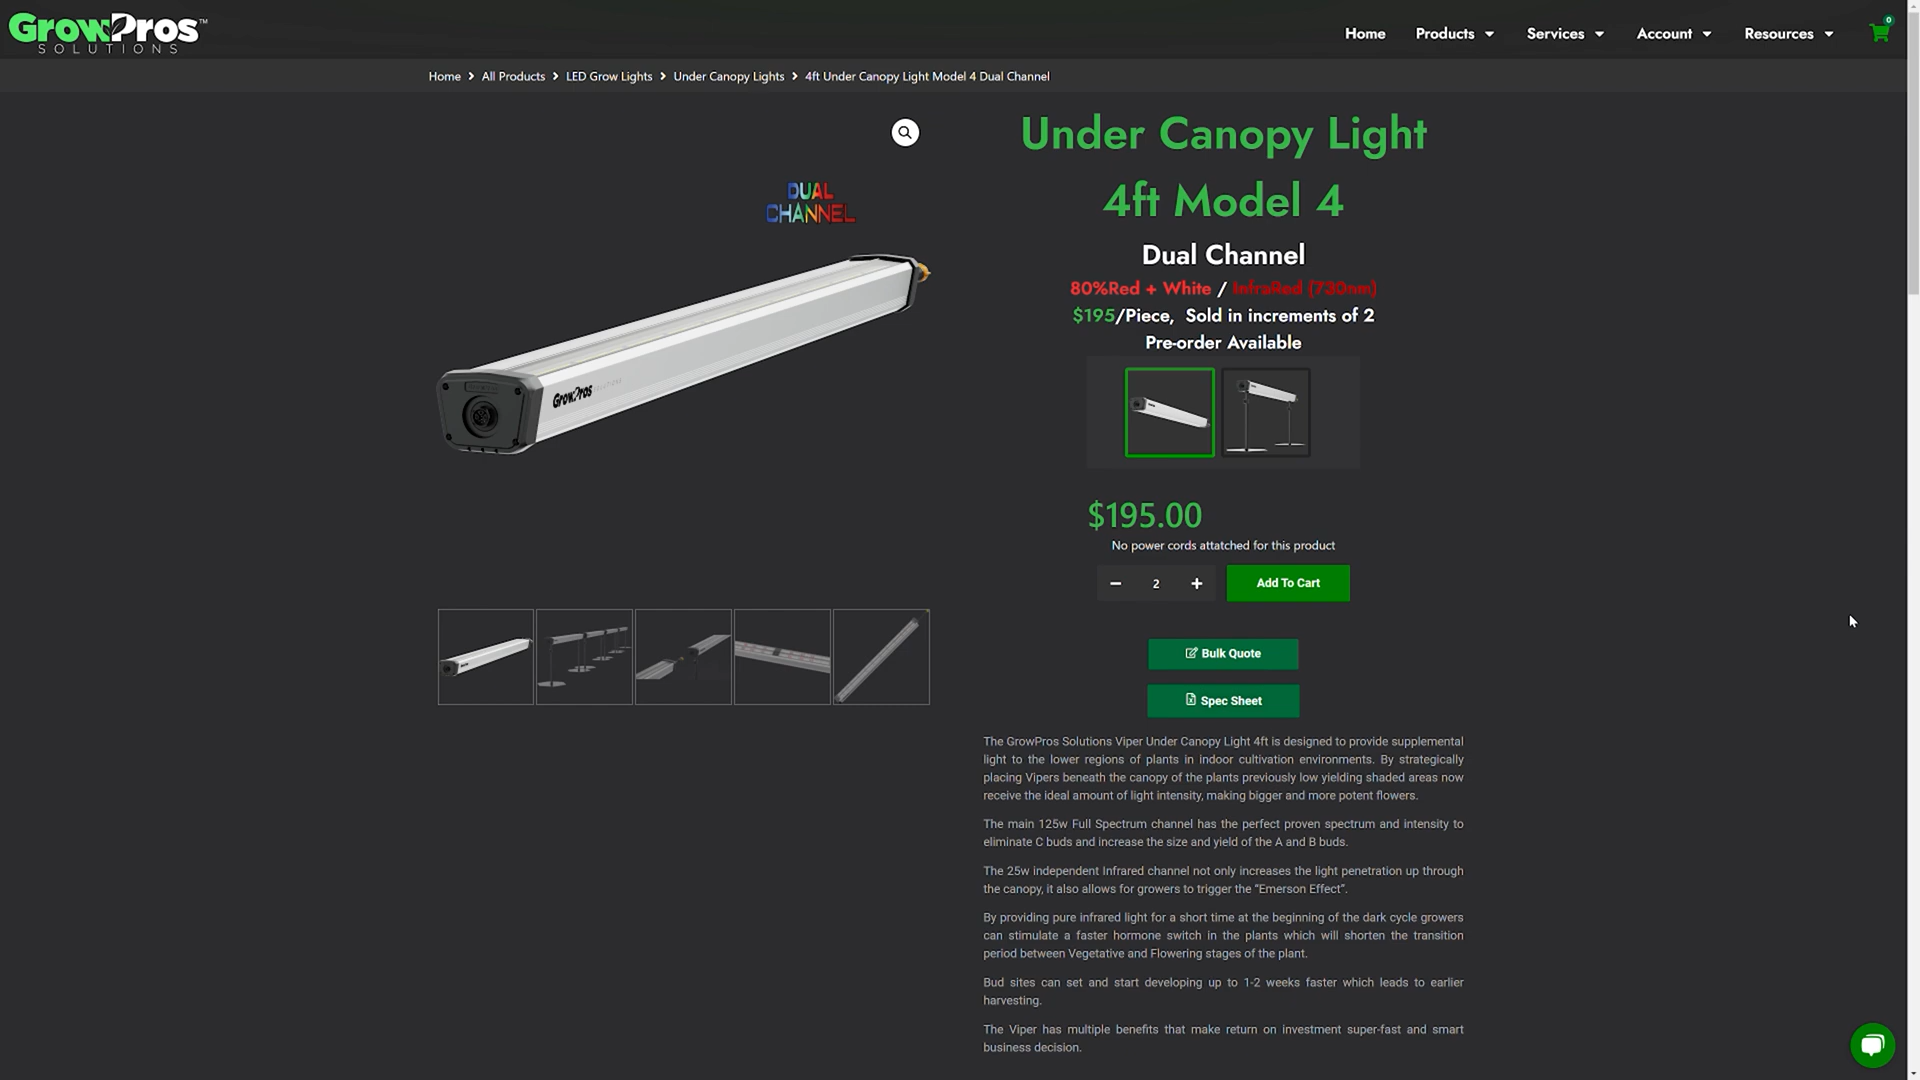 GrowPros™
SOLUTIONS
Home Products Services Account Resources 0
Home All Products LED Grow Lights Under Canopy Lights 4ft Under Canopy Light Model 4 Dual Channel
DUAL
CHANNEL
GrowPros
Under Canopy Light
4ft Model 4
Dual Channel
80%Red + White / InfraRed (730nm)
$195/Piece, Sold in increments of 2
Pre-order Available
$195.00
No power cords attatched for this product
2
Add To Cart
Bulk Quote
Spec Sheet
The GrowPros Solutions Viper Under Canopy Light 4ft is designed to provide supplemental
light to the lower regions of plants in indoor cultivation environments. By strategically
placing Vipers beneath the canopy of the plants previously low yielding shaded areas now
receive the ideal amount of light intensity, making bigger and more potent flowers.
The main 125w Full Spectrum channel has the perfect proven spectrum and intensity to
eliminate C buds and increase the size and yield of the A and B buds.
The 25w independent Infrared channel not only increases the light penetration up through
the canopy, it also allows for growers to trigger the “Emerson Effect”.
By providing pure infrared light for a short time at the beginning of the dark cycle growers
can stimulate a faster hormone switch in the plants which will shorten the transition
period between Vegetative and Flowering stages of the plant.
Bud sites can set and start developing up to 1-2 weeks faster which leads to earlier
harvesting.
The Viper has multiple benefits that make return on investment super-fast and smart
business decision.